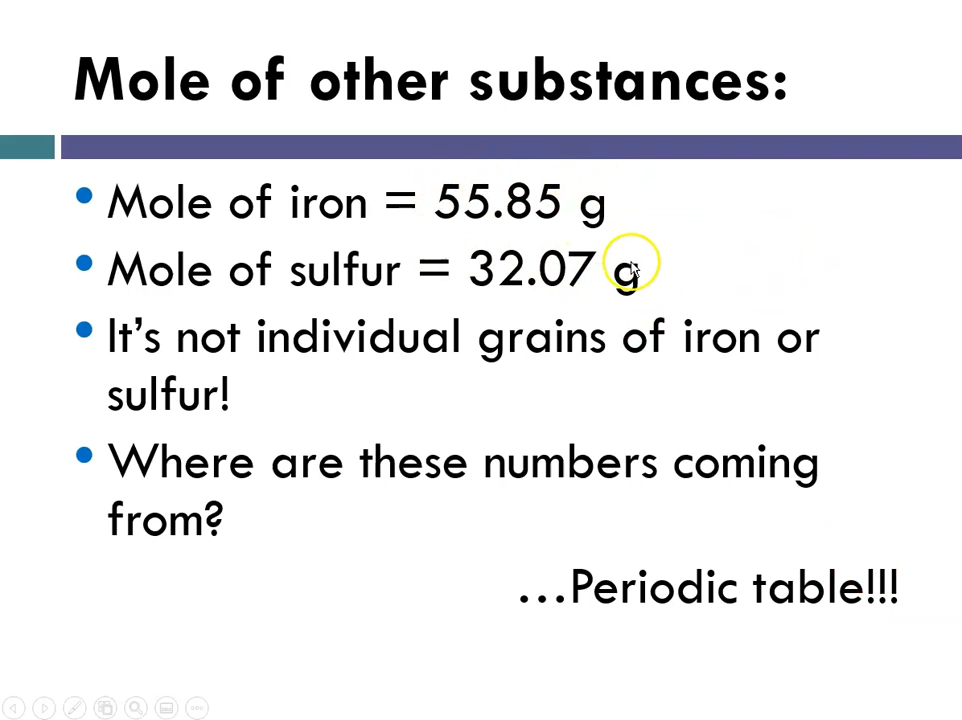 Mole of other substances:
• Mole of iron = 55.85 g
• Mole of sulfur = 32.07 g
• It’s not individual grains of iron or
sulfur!
• Where are these numbers coming
from?
...Periodic table!!!